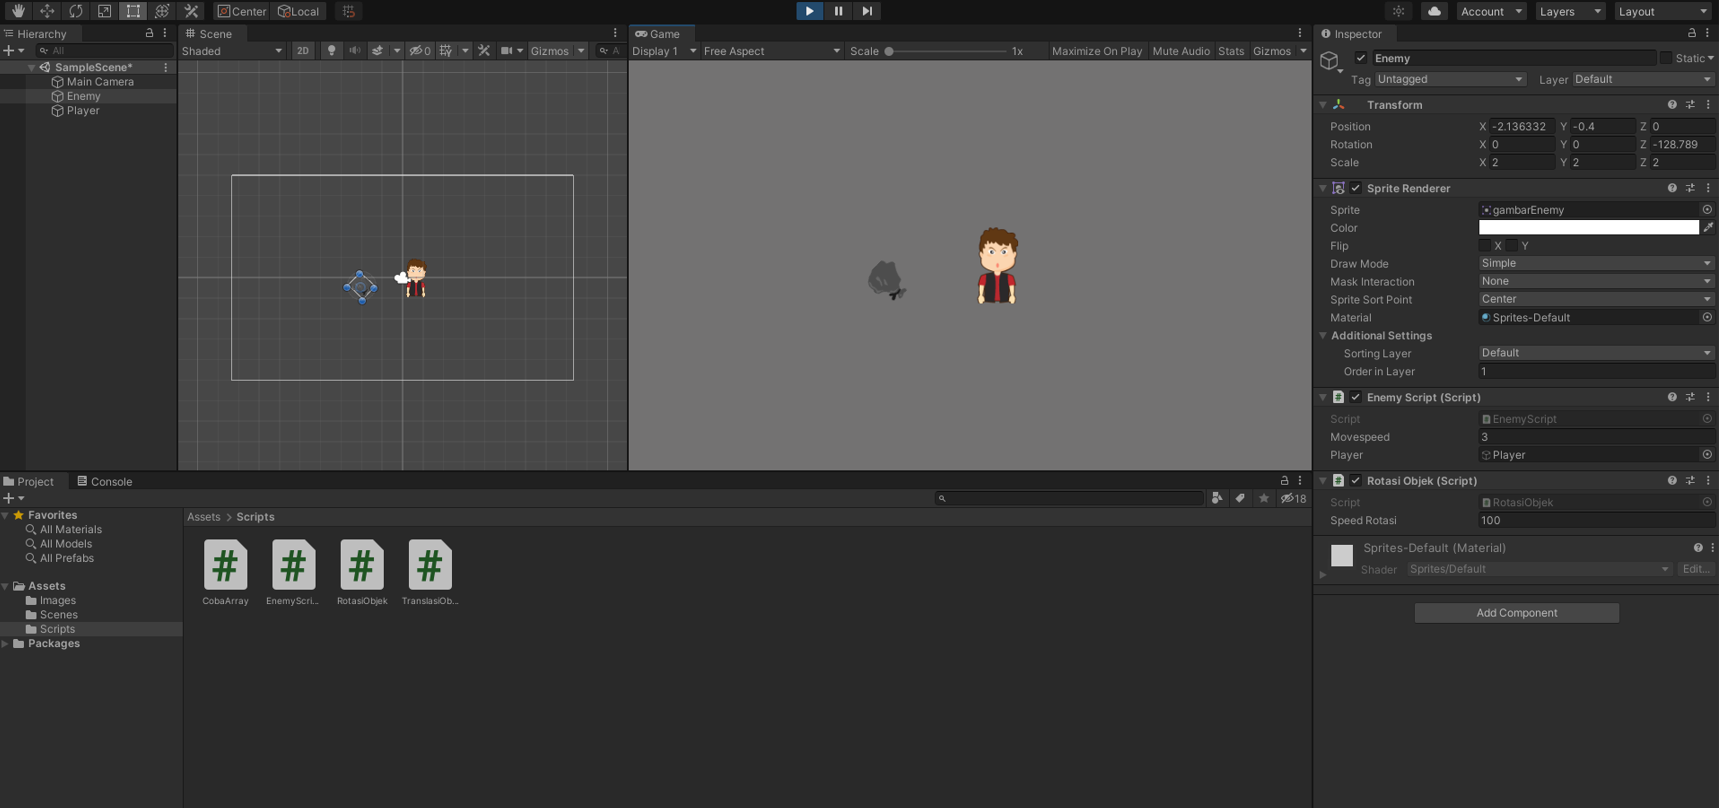 Center Local Account Layers Layout
Hierarchy
All
SampleScene*
Main Camera
Enemy
Player
Scene
Shaded 2D 0 Gizmos A
Game
Display 1 Free Aspect Scale 1x Maximize On Play Mute Audio Stats Gizmos
Project Console
18
Favorites
All Materials
All Models
All Prefabs
Assets
Images
Scenes
Scripts
Packages
Assets > Scripts
CobaArray EnemyScri... RotasiObjek TranslasiOb...
Inspector
Enemy Static
Tag Untagged Layer Default
Transform
Position X -2.136332 Y -0.4 Z 0
Rotation X 0 Y 0 Z -128.789
Scale X 2 Y 2 Z 2
Sprite Renderer
Sprite gambarEnemy
Color
Flip X Y
Draw Mode Simple
Mask Interaction None
Sprite Sort Point Center
Material Sprites-Default
Additional Settings
Sorting Layer Default
Order in Layer 1
# Enemy Script (Script)
Script EnemyScript
Movespeed 3
Player Player
# Rotasi Objek (Script)
Script RotasiObjek
Speed Rotasi 100
Sprites-Default (Material)
Shader Sprites/Default Edit...
Add Component